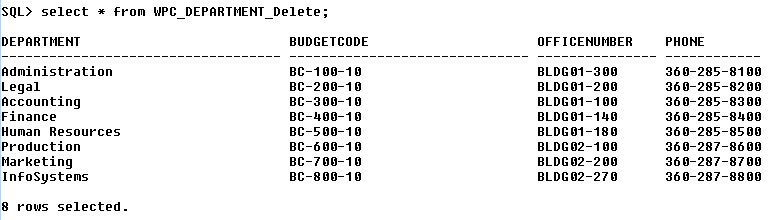 SQL> select * from WPC_DEPARTMENT_Delete;
DEPARTMENT BUDGETCODE OFFICENUMBER PHONE
----------------------------------- ------------------------------ --------------- ------------
Administration BC-100-10 BLDG01-300 360-285-8100
Legal BC-200-10 BLDG01-200 360-285-8200
Accounting BC-300-10 BLDG01-100 360-285-8300
Finance BC-400-10 BLDG01-140 360-285-8400
Human Resources BC-500-10 BLDG01-180 360-285-8500
Production BC-600-10 BLDG02-100 360-287-8600
Marketing BC-700-10 BLDG02-200 360-287-8700
InfoSystems BC-800-10 BLDG02-270 360-287-8800
8 rows selected.